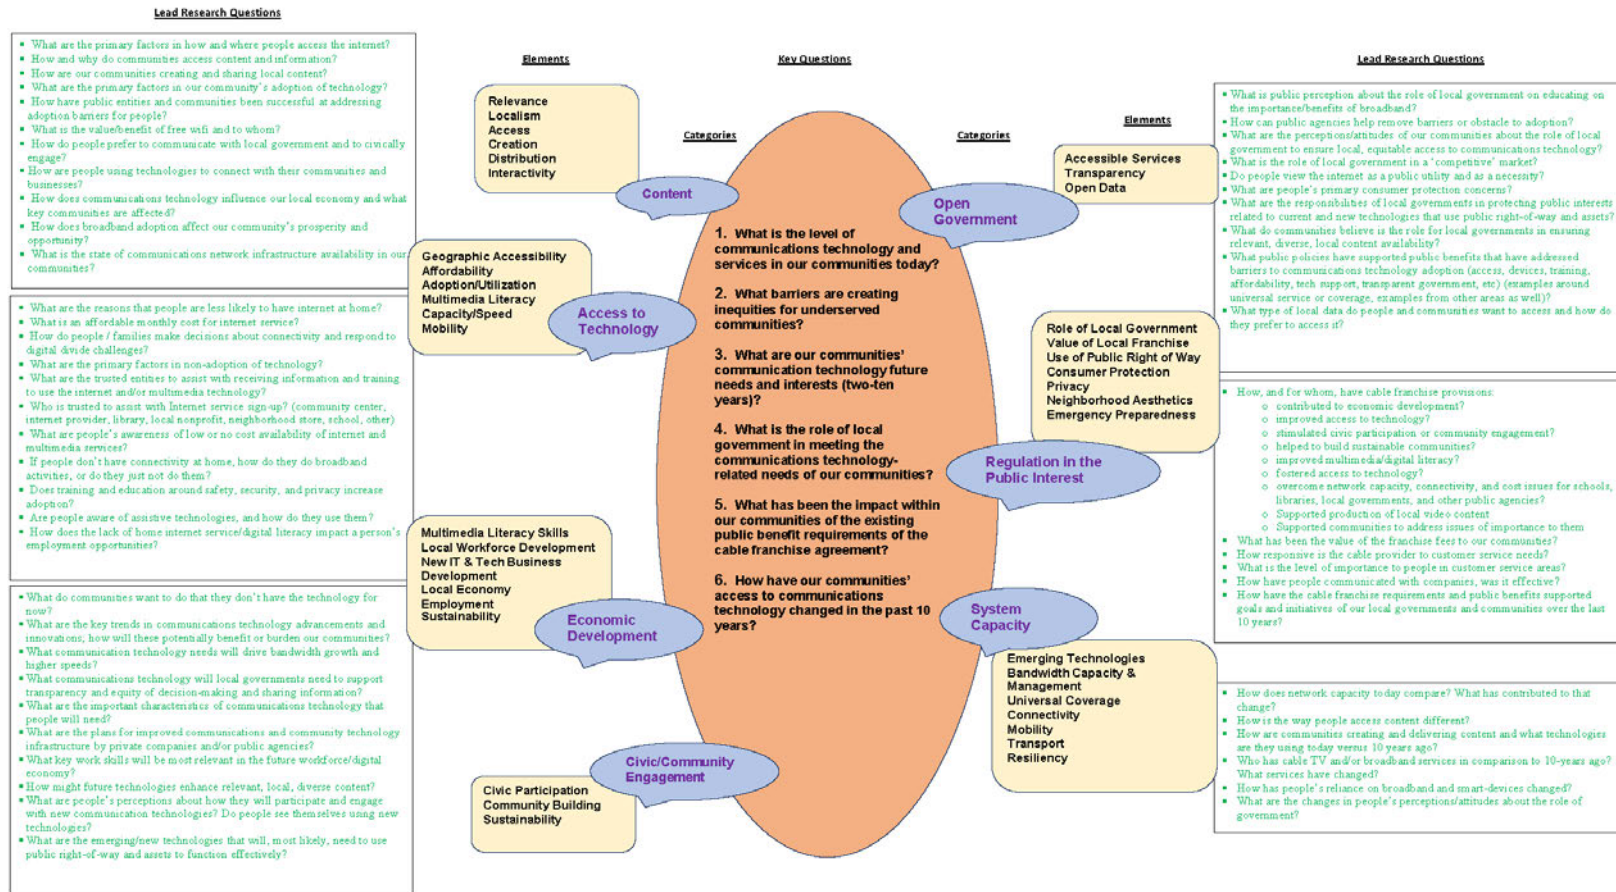 Lead Research Questions
▪ What are the primary factors in how and where people access the internet?
▪ How and why do communities access content and information?
▪ How are our communities creating and sharing local content?
▪ What are the primary factors in our community's adoption of technology?
▪ How have public entities and communities been successful at addressing
adoption barriers for people?
▪ What is the value/benefit of free wifi and to whom?
▪ How do people prefer to communicate with local government and to civically
engage?
▪ How are people using technologies to connect with their communities and
businesses?
▪ How does communications technology influence our local economy and what
key communities are affected?
▪ How does broadband adoption affect our community's prosperity and
opportunity?
▪ What is the state of communications network infrastructure availability in our
communities?
▪ What are the reasons that people are less likely to have internet at home?
▪ What is an affordable monthly cost for internet service?
▪ How do people / families make decisions about connectivity and respond to
digital divide challenges?
▪ What are the primary factors in non-adoption of technology?
▪ What are the trusted entities to assist with receiving information and training
to use the internet and/or multimedia technology?
▪ Who is trusted to assist with Internet service sign-up? (community center,
internet provider, library, local nonprofit, neighborhood store, school, other)
▪ What are people's awareness of low or no cost availability of internet and
multimedia services?
▪ If people don't have connectivity at home, how do they do broadband
activities, or do they just not do them?
▪ Does training and education around safety, security, and privacy increase
adoption?
▪ Are people aware of assistive technologies, and how do they use them?
▪ How does the lack of home internet service/digital literacy impact a person's
employment opportunities?
▪ What do communities want to do that they don't have the technology for
now?
▪ What are the key trends in communications technology advancements and
innovations; how will these potentially benefit or burden our communities?
▪ What communication technology needs will drive bandwidth growth and
higher speeds?
▪ What communications technology will local governments need to support
transparency and equity of decision-making and sharing information?
▪ What are the important characteristics of communications technology that
people will need?
▪ What are the plans for improved communications and community technology
infrastructure by private companies and/or public agencies?
▪ What key work skills will be most relevant in the future workforce/digital
economy?
▪ How might future technologies enhance relevant, local, diverse content?
▪ What are people's perceptions about how they will participate and engage
with new communication technologies? Do people see themselves using new
technologies?
▪ What are the emerging/new technologies that will, most likely, need to use
public right-of-way and assets to function effectively?
Elements
Relevance
Localism
Access
Creation
Distribution
Interactivity
Geographic Accessibility
Affordability
Adoption/Utilization
Multimedia Literacy
Capacity/Speed
Mobility
Multimedia Literacy Skills
Local Workforce Development
New IT & Tech Business
Development
Local Economy
Employment
Sustainability
Civic Participation
Community Building
Sustainability
Categories
Content
Access to
Technology
Economic
Development
Civic/Community
Engagement
Key Questions
1. What is the level of
communications technology and
services in our communities today?
2. What barriers are creating
inequities for underserved
communities?
3. What are our communities'
communication technology future
needs and interests (two-ten
years)?
4. What is the role of local
government in meeting the
communications technology-
related needs of our communities?
5. What has been the impact within
our communities of the existing
public benefit requirements of the
cable franchise agreement?
6. How have our communities'
access to communications
technology changed in the past 10
years?
Categories
Open
Government
Regulation in the
Public Interest
System
Capacity
Elements
Accessible Services
Transparency
Open Data
Role of Local Government
Value of Local Franchise
Use of Public Right of Way
Consumer Protection
Privacy
Neighborhood Aesthetics
Emergency Preparedness
Emerging Technologies
Bandwidth Capacity &
Management
Universal Coverage
Connectivity
Mobility
Transport
Resiliency
Lead Research Questions
▪ What is public perception about the role of local government on educating on
the importance/benefits of broadband?
▪ How can public agencies help remove barriers or obstacle to adoption?
▪ What are the perceptions/attitudes of our communities about the role of local
government to ensure local, equitable access to communications technology?
▪ What is the role of local government in a 'competitive' market?
▪ Do people view the internet as a public utility and as a necessity?
▪ What are people's primary consumer protection concerns?
▪ What are the responsibilities of local governments in protecting public interests
related to current and new technologies that use public right-of-way and assets?
▪ What do communities believe is the role for local governments in ensuring
relevant, diverse, local content availability?
▪ What public policies have supported public benefits that have addressed
barriers to communications technology adoption (access, devices, training,
affordability, tech support, transparent government, etc) (examples around
universal service or coverage, examples from other areas as well)?
▪ What type of local data do people and communities want to access and how do
they prefer to access it?
▪ How, and for whom, have cable franchise provisions:
o contributed to economic development?
o improved access to technology?
o stimulated civic participation or community engagement?
o helped to build sustainable communities?
o improved multimedia/digital literacy?
o fostered access to technology?
o overcome network capacity, connectivity, and cost issues for schools,
libraries, local governments, and other public agencies?
o Supported production of local video content
o Supported communities to address issues of importance to them
▪ What has been the value of the franchise fees to our communities?
▪ How responsive is the cable provider to customer service needs?
▪ What is the level of importance to people in customer service areas?
▪ How have people communicated with companies, was it effective?
▪ How have the cable franchise requirements and public benefits supported
goals and initiatives of our local governments and communities over the last
10 years?
▪ How does network capacity today compare? What has contributed to that
change?
▪ How is the way people access content different?
▪ How are communities creating and delivering content and what technologies
are they using today versus 10 years ago?
▪ Who has cable TV and/or broadband services in comparison to 10-years ago?
What services have changed?
▪ How has people's reliance on broadband and smart-devices changed?
▪ What are the changes in people's perceptions/attitudes about the role of
government?